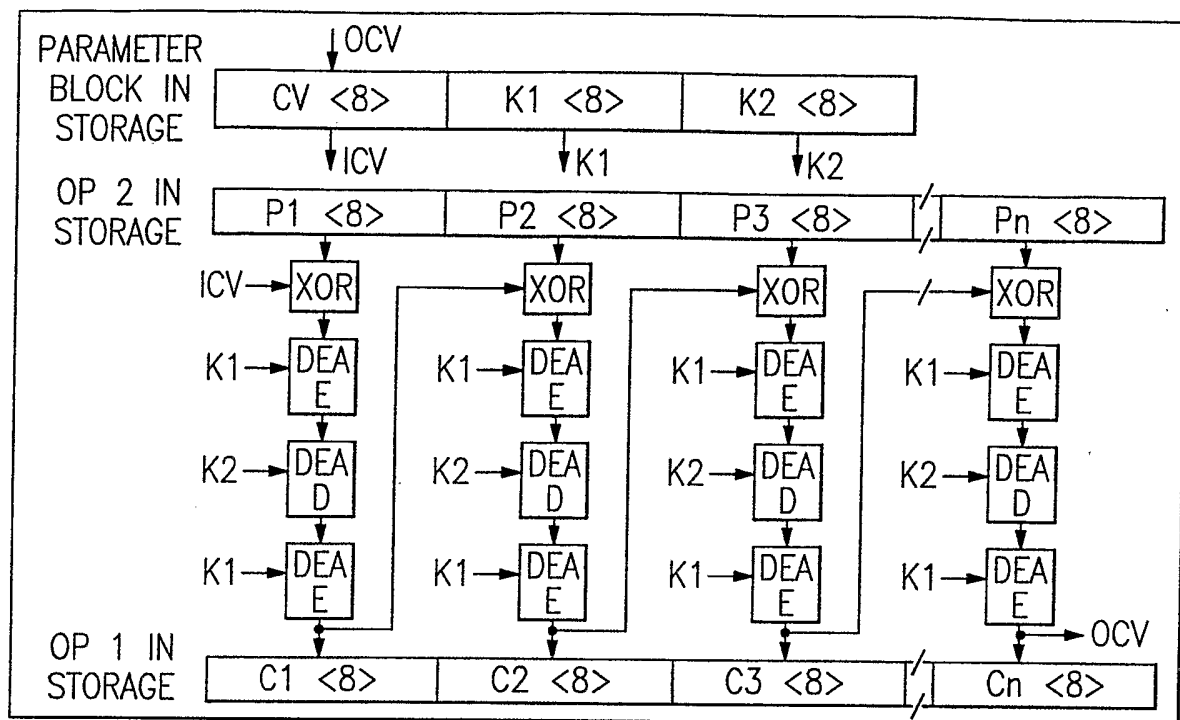 PARAMETER
BLOCK IN
STORAGE
OCV
CV <8> K1 <8> K2 <8>
ICV K1 K2
OP 2 IN
STORAGE
P1 <8> P2 <8> P3 <8> Pn <8>
ICV XOR XOR XOR XOR
K1 DEA E K1 DEA E K1 DEA E K1 DEA E
K2 DEA D K2 DEA D K2 DEA D K2 DEA D
K1 DEA E K1 DEA E K1 DEA E K1 DEA E
OCV
OP 1 IN
STORAGE
C1 <8> C2 <8> C3 <8> Cn <8>